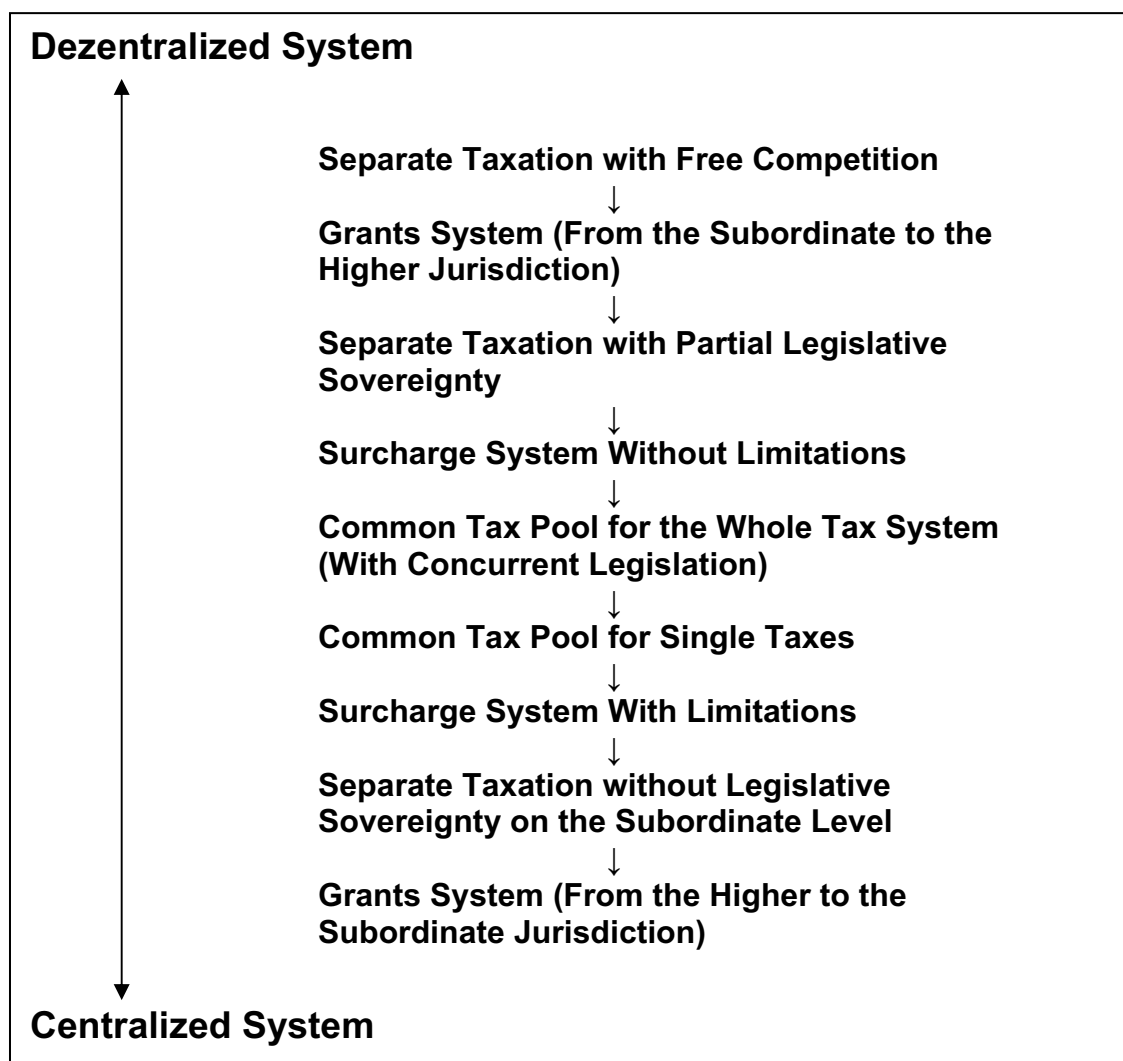 Dezentralized System
Separate Taxation with Free Competition
↓
Grants System (From the Subordinate to the
Higher Jurisdiction)
↓
Separate Taxation with Partial Legislative
Sovereignty
↓
Surcharge System Without Limitations
↓
Common Tax Pool for the Whole Tax System
(With Concurrent Legislation)
↓
Common Tax Pool for Single Taxes
↓
Surcharge System With Limitations
↓
Separate Taxation without Legislative
Sovereignty on the Subordinate Level
↓
Grants System (From the Higher to the
Subordinate Jurisdiction)
Centralized System